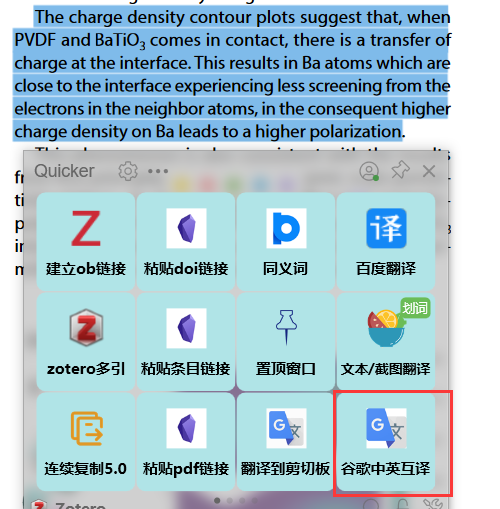 The charge density contour plots suggest that, when
PVDF and BaTiO3 comes in contact, there is a transfer of
charge at the interface. This results in Ba atoms which are
close to the interface experiencing less screening from the
electrons in the neighbor atoms, in the consequent higher
charge density on Ba leads to a higher polarization.
Quicker
Z
译
建立ob链接 粘贴doi链接 同义词 百度翻译
划词
zotero多引 粘贴条目链接 置顶窗口 文本/截图翻译
连续复制5.0 粘贴pdf链接 翻译到剪切板 谷歌中英互译
Zotero